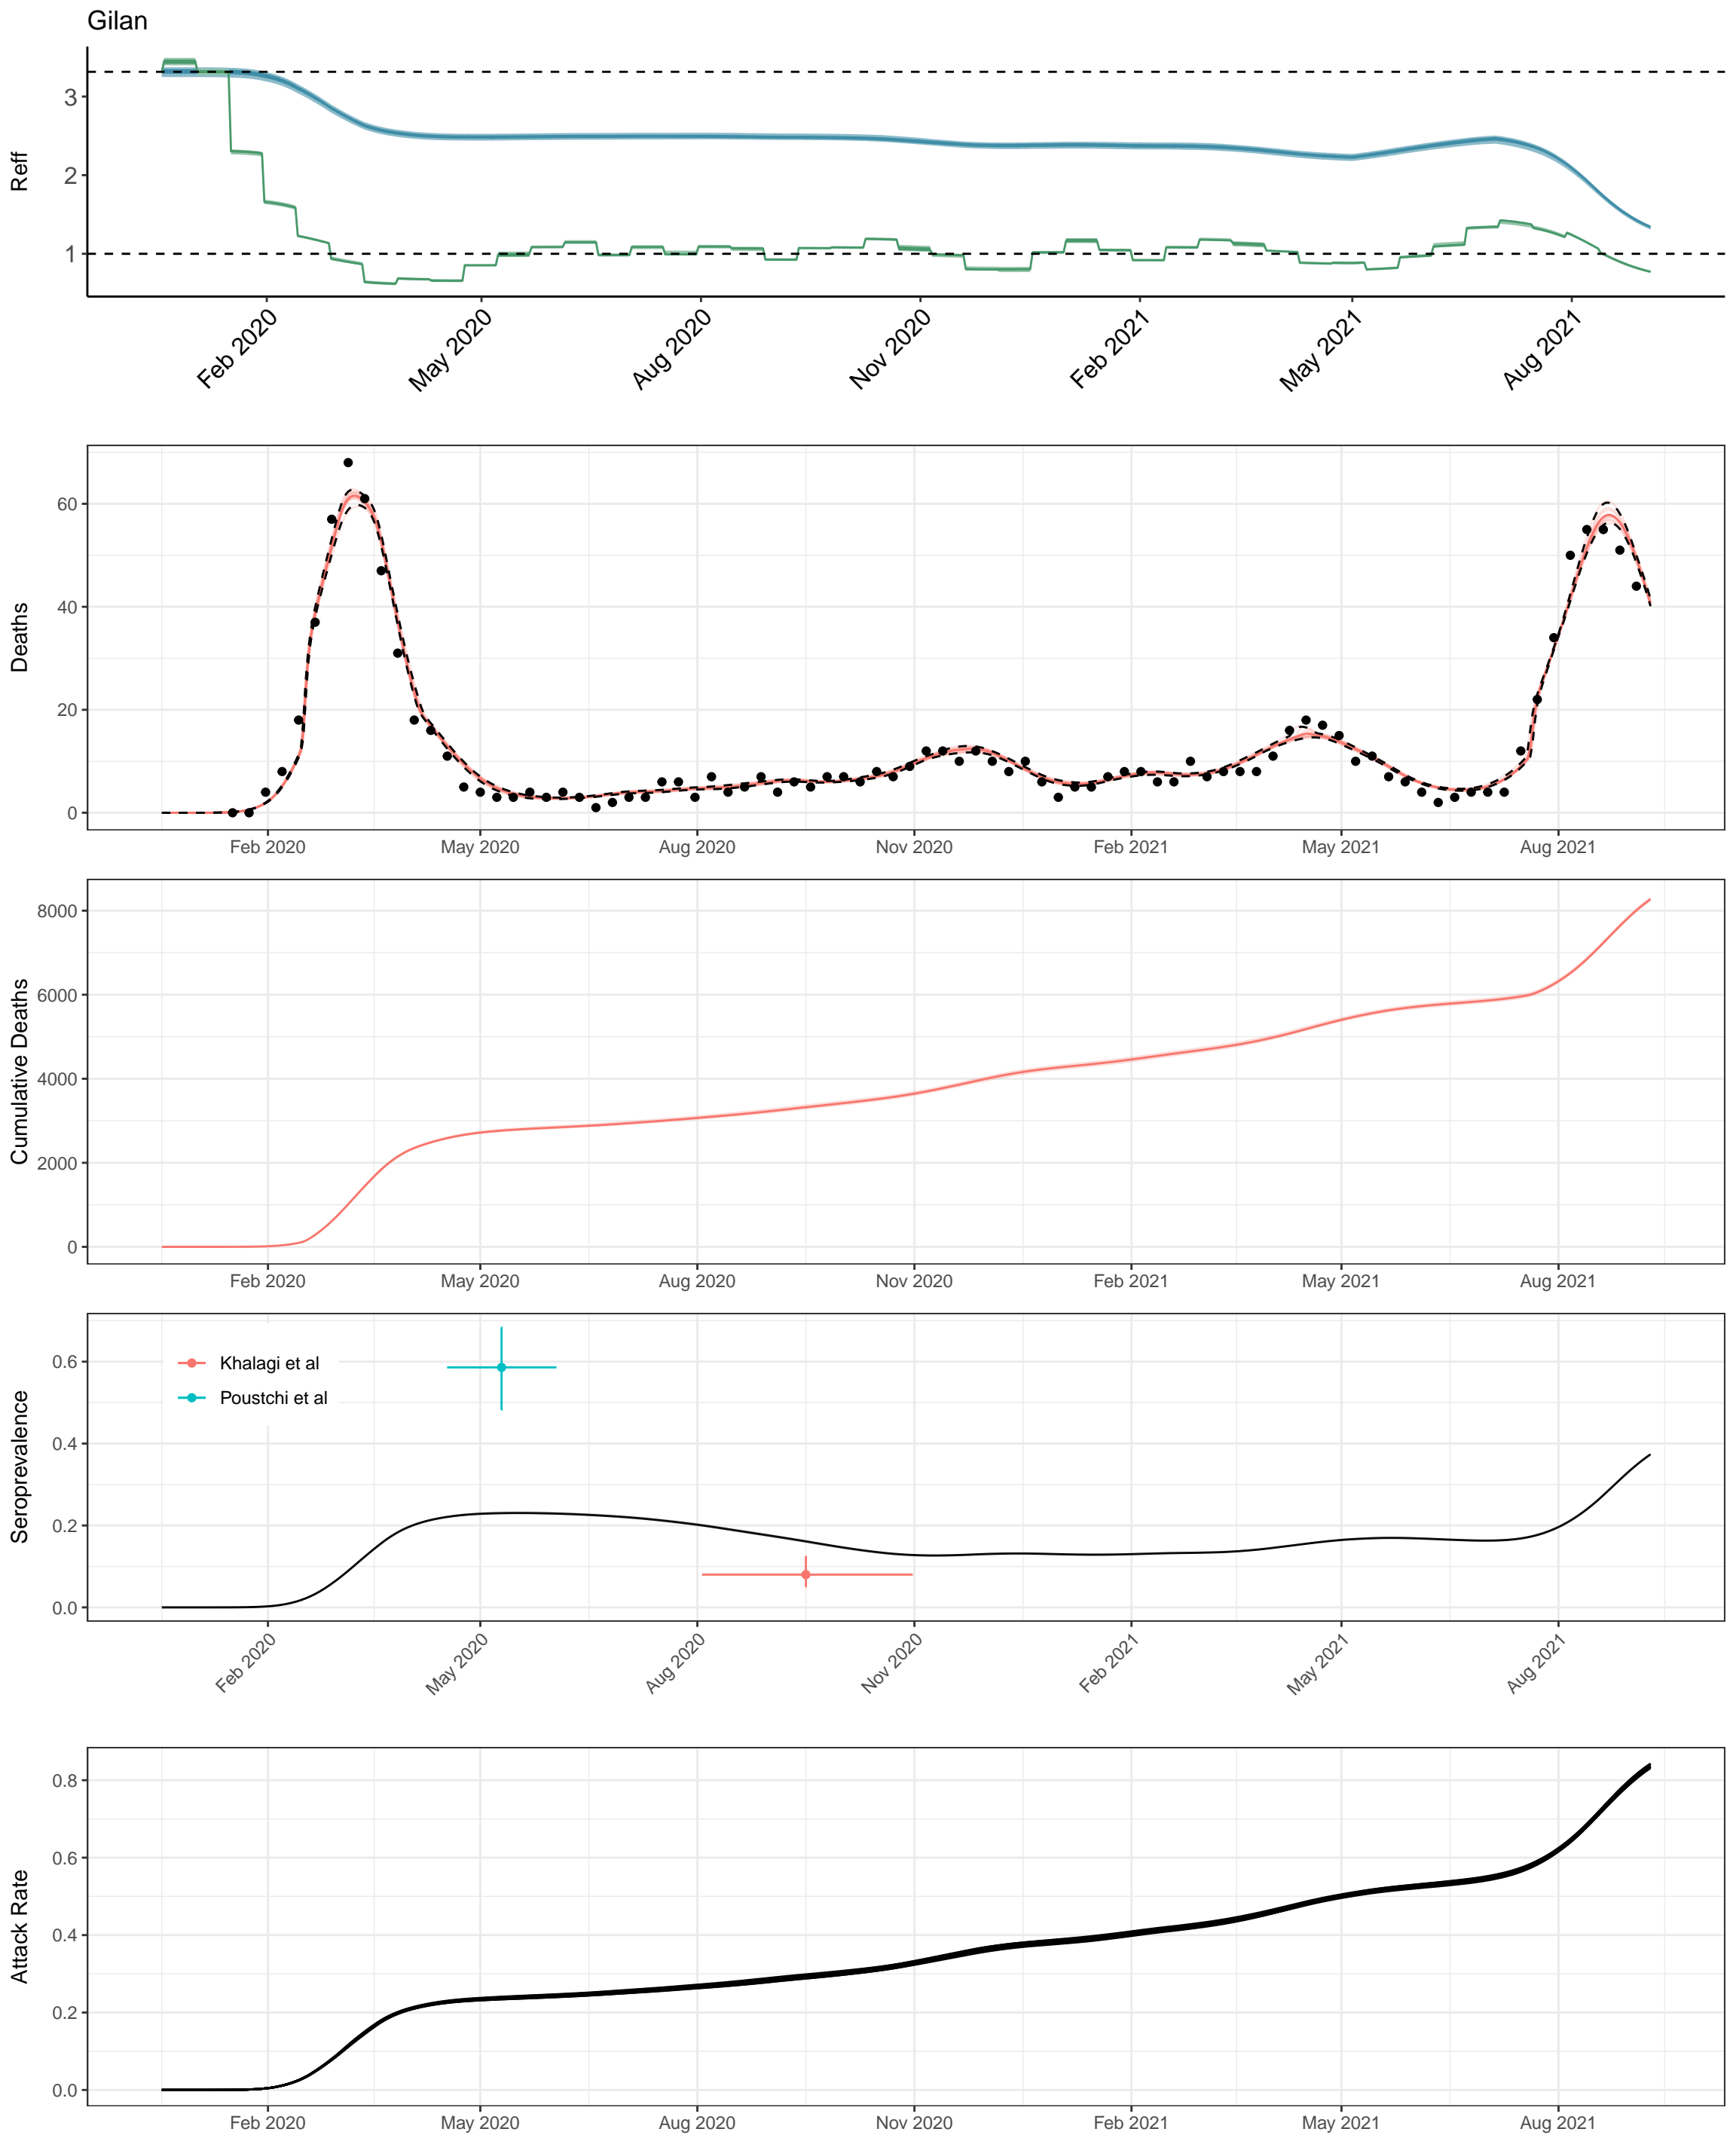 Gilan
Reff
3
2
1
Feb 2020
May 2020
Aug 2020
Nov 2020
Feb 2021
May 2021
Aug 2021
Deaths
60
40
20
0
Feb 2020
May 2020
Aug 2020
Nov 2020
Feb 2021
May 2021
Aug 2021
Cumulative Deaths
8000
6000
4000
2000
0
Feb 2020
May 2020
Aug 2020
Nov 2020
Feb 2021
May 2021
Aug 2021
Seroprevalence
0.6
0.4
0.2
0.0
Khalagi et al
Poustchi et al
Feb 2020
May 2020
Aug 2020
Nov 2020
Feb 2021
May 2021
Aug 2021
Attack Rate
0.8
0.6
0.4
0.2
0.0
Feb 2020
May 2020
Aug 2020
Nov 2020
Feb 2021
May 2021
Aug 2021